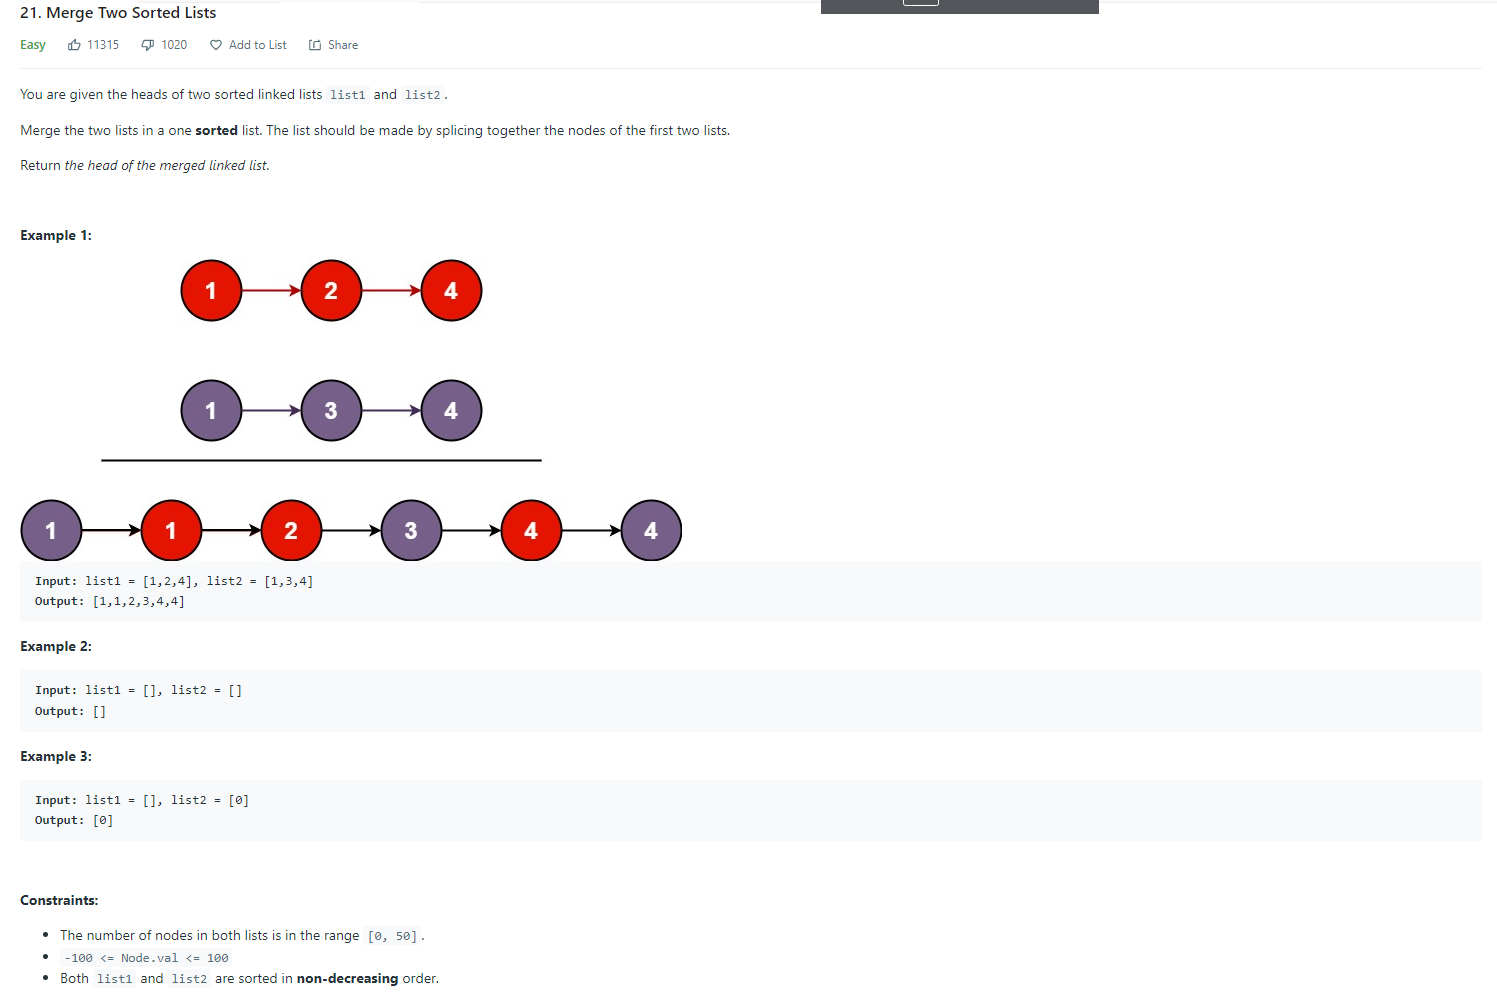 21. Merge Two Sorted Lists
Easy 11315 1020 Add to List Share
You are given the heads of two sorted linked lists list1 and list2.
Merge the two lists in a one sorted list. The list should be made by splicing together the nodes of the first two lists.
Return the head of the merged linked list.
Example 1:
1 2 4
1 3 4
1 1 2 3 4 4
Input: list1 = [1,2,4], list2 = [1,3,4]
Output: [1,1,2,3,4,4]
Example 2:
Input: list1 = [], list2 = []
Output: []
Example 3:
Input: list1 = [], list2 = [0]
Output: [0]
Constraints:
• The number of nodes in both lists is in the range [0, 50].
• -100 <= Node.val <= 100
• Both list1 and list2 are sorted in non-decreasing order.